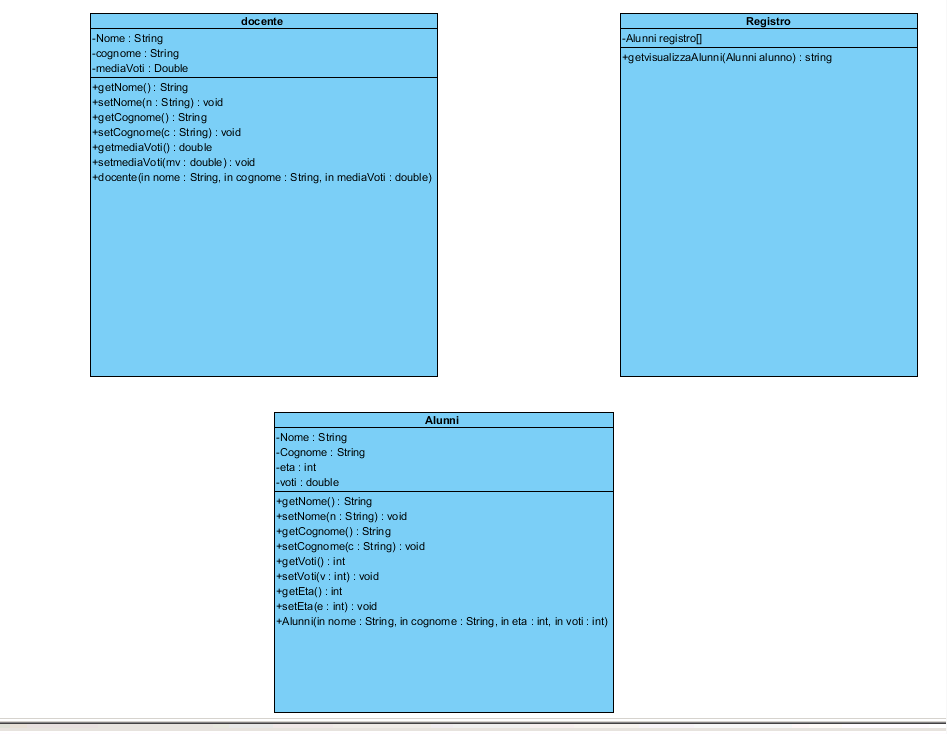 docente
-Nome : String
-cognome : String
-mediaVoti : Double
+getNome() : String
+setNome(n : String) : void
+getCognome() : String
+setCognome(c : String) : void
+getmediaVoti() : double
+setmediaVoti(mv : double) : void
+docente(in nome : String, in cognome : String, in mediaVoti : double)
Registro
-Alunni registro[]
+getvisualizzaAlunni(Alunni alunno) : string
Alunni
-Nome : String
-Cognome : String
-eta : int
-voti : double
+getNome() : String
+setNome(n : String) : void
+getCognome() : String
+setCognome(c : String) : void
+getVoti() : int
+setVoti(v : int) : void
+getEta() : int
+setEta(e : int) : void
+Alunni(in nome : String, in cognome : String, in eta : int, in voti : int)